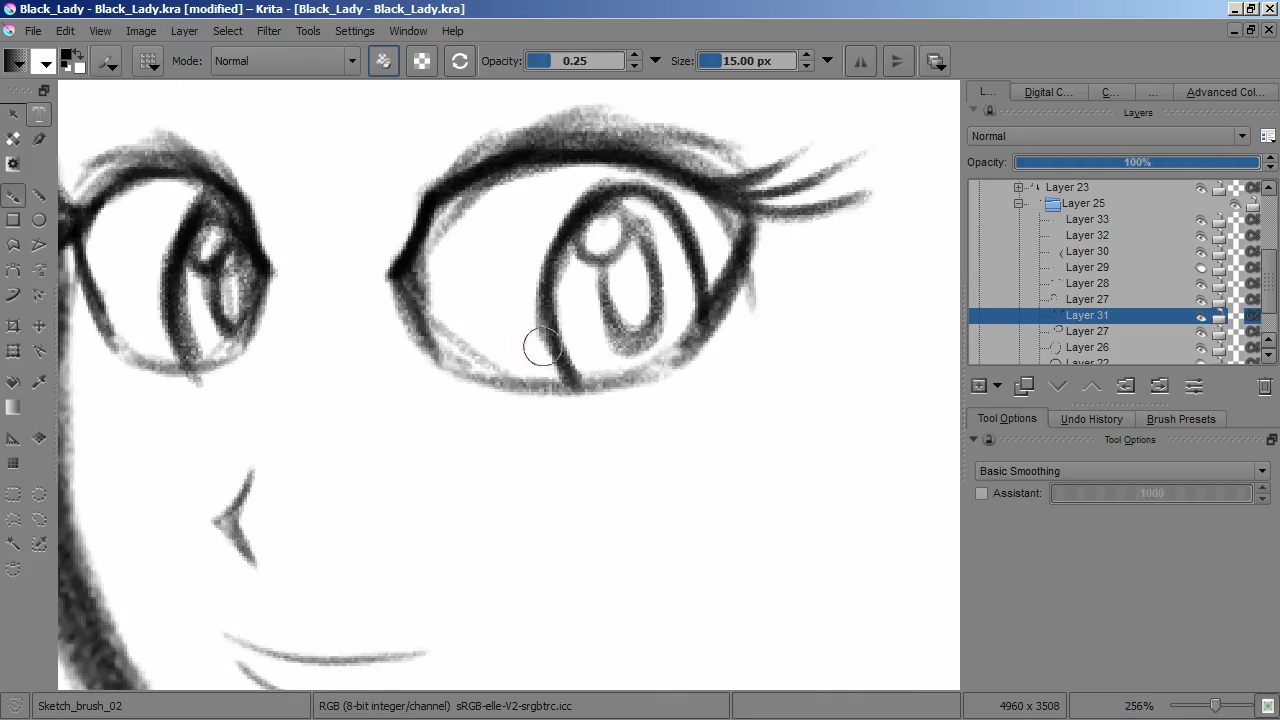 Black_Lady - Black_Lady.kra [modified] - Krita - [Black_Lady - Black_Lady.kra]
File Edit View Image Layer Select Filter Tools Settings Window Help
Mode: Normal Opacity: 0.25 Size: 15.00 px
L... Digital C... C... ... Advanced Col...
Layers
Normal
Opacity: 100%
Layer 23
Layer 25
Layer 33
Layer 32
Layer 30
Layer 29
Layer 28
Layer 27
Layer 31
Layer 27
Layer 26
Layer 22
Tool Options Undo History Brush Presets
Tool Options
Basic Smoothing
Assistant: 1000
Sketch_brush_02 RGB (8-bit integer/channel) sRGB-elle-V2-srgbtrc.icc 4960 x 3508 256%